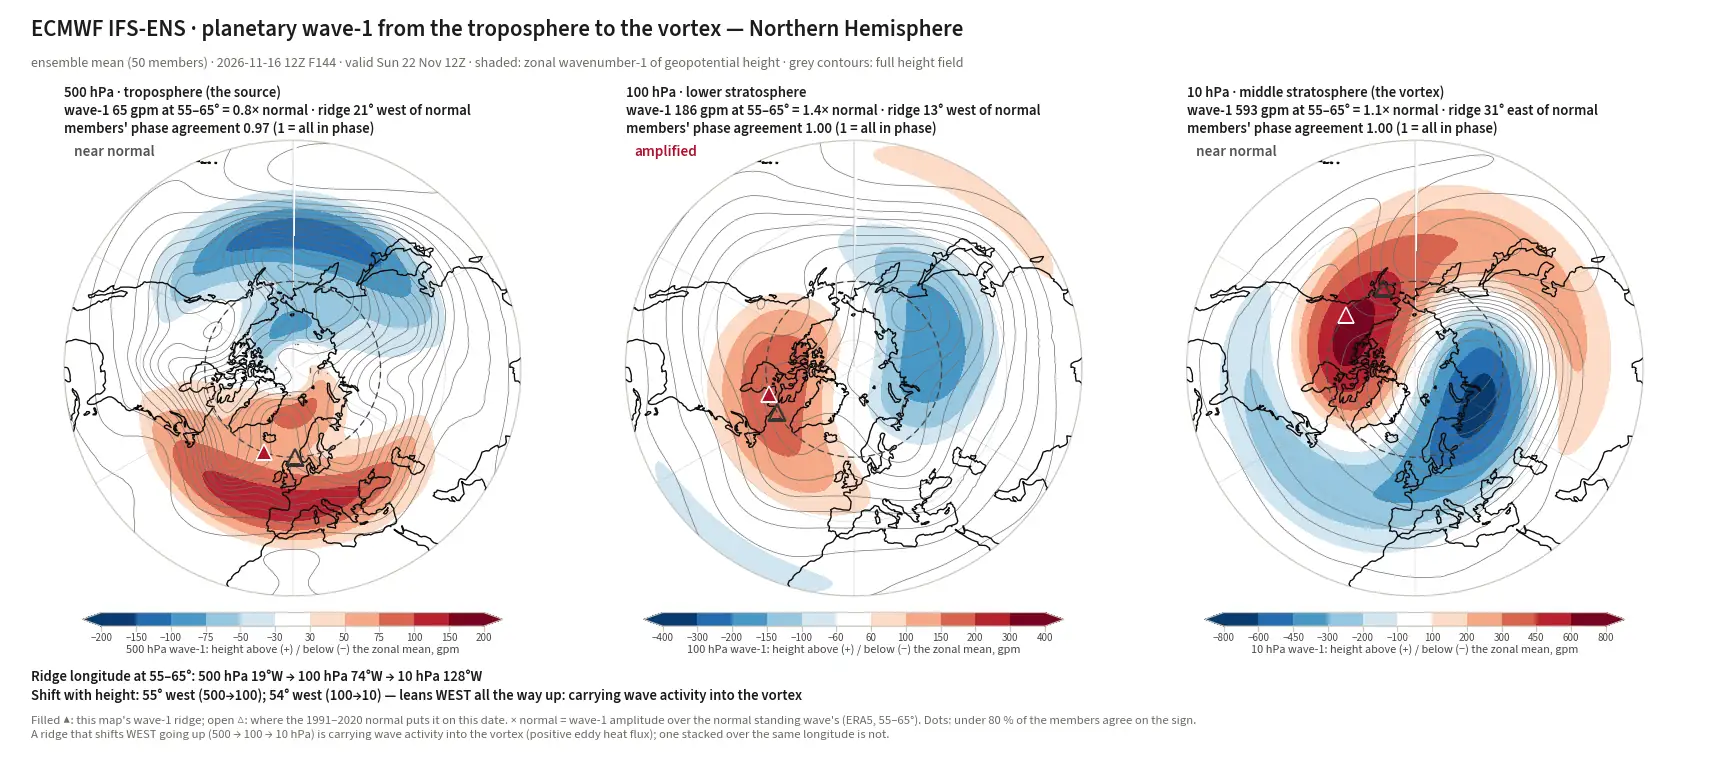 ECMWF IFS-ENS · planetary wave-1 from the troposphere to the vortex — Northern Hemisphere
ensemble mean (50 members) · 2026-11-16 12Z F144 · valid Sun 22 Nov 12Z · shaded: zonal wavenumber-1 of geopotential height · grey contours: full height field
500 hPa · troposphere (the source)
wave-1 65 gpm at 55–65° = 0.8× normal · ridge 21° west of normal
members' phase agreement 0.97 (1 = all in phase)
near normal
100 hPa · lower stratosphere
wave-1 186 gpm at 55–65° = 1.4× normal · ridge 13° west of normal
members' phase agreement 1.00 (1 = all in phase)
amplified
10 hPa · middle stratosphere (the vortex)
wave-1 593 gpm at 55–65° = 1.1× normal · ridge 31° east of normal
members' phase agreement 1.00 (1 = all in phase)
near normal
−200 −150 −100 −75 −50 −30 30 50 75 100 150 200
500 hPa wave-1: height above (+) / below (−) the zonal mean, gpm
−400 −300 −200 −150 −100 −60 60 100 150 200 300 400
100 hPa wave-1: height above (+) / below (−) the zonal mean, gpm
−800 −600 −450 −300 −200 −100 100 200 300 450 600 800
10 hPa wave-1: height above (+) / below (−) the zonal mean, gpm
Ridge longitude at 55–65°: 500 hPa 19°W → 100 hPa 74°W → 10 hPa 128°W
Shift with height: 55° west (500→100); 54° west (100→10) — leans WEST all the way up: carrying wave activity into the vortex
Filled ▲: this map's wave-1 ridge; open △: where the 1991–2020 normal puts it on this date. × normal = wave-1 amplitude over the normal standing wave's (ERA5, 55–65°). Dots: under 80 % of the members agree on the sign.
A ridge that shifts WEST going up (500 → 100 → 10 hPa) is carrying wave activity into the vortex (positive eddy heat flux); one stacked over the same longitude is not.